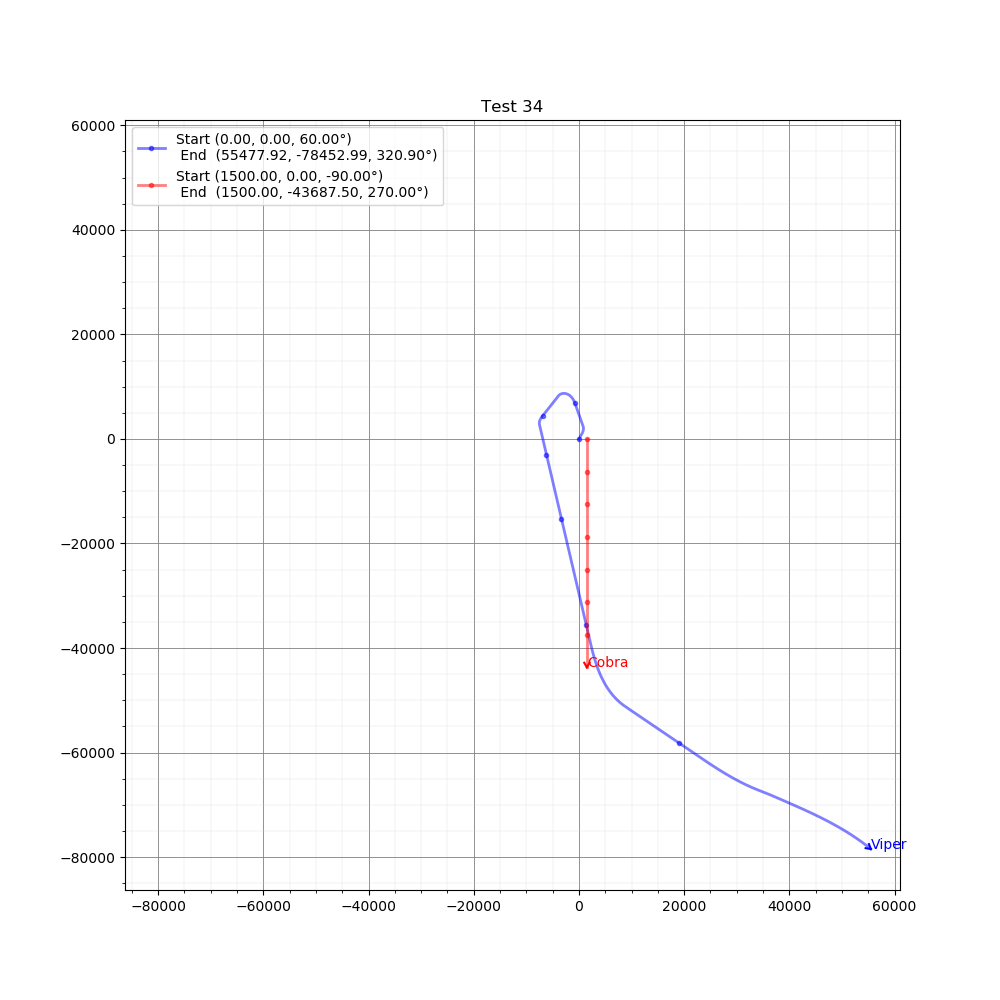 Test 34
Start (0.00, 0.00, 60.00°)
End  (55477.92, -78452.99, 320.90°)
Start (1500.00, 0.00, -90.00°)
End  (1500.00, -43687.50, 270.00°)
60000
40000
20000
0
−20000
−40000
−60000
−80000
Cobra
Viper
−80000 −60000 −40000 −20000 0 20000 40000 60000